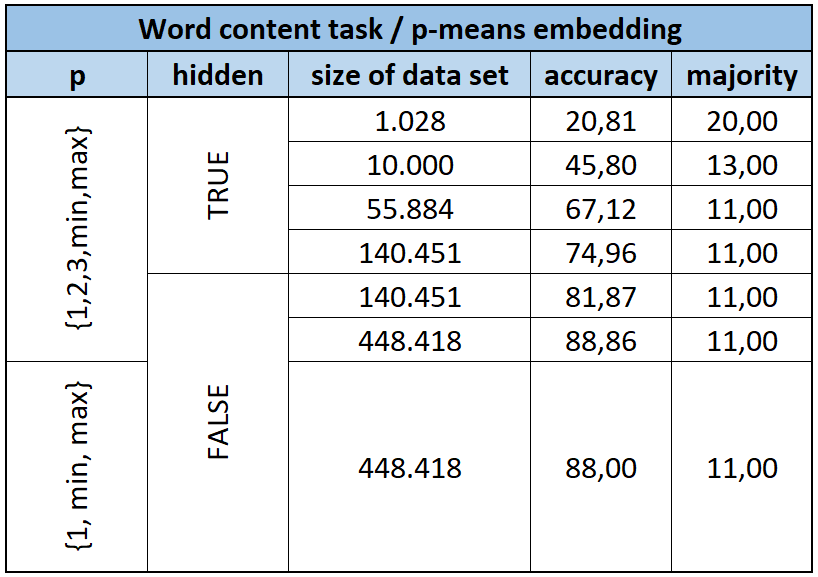 Word content task / p-means embedding
p hidden size of data set accuracy majority
{1,2,3,min,max} TRUE 1.028 20,81 20,00
10.000 45,80 13,00
55.884 67,12 11,00
140.451 74,96 11,00
FALSE 140.451 81,87 11,00
448.418 88,86 11,00
{1, min, max} 448.418 88,00 11,00